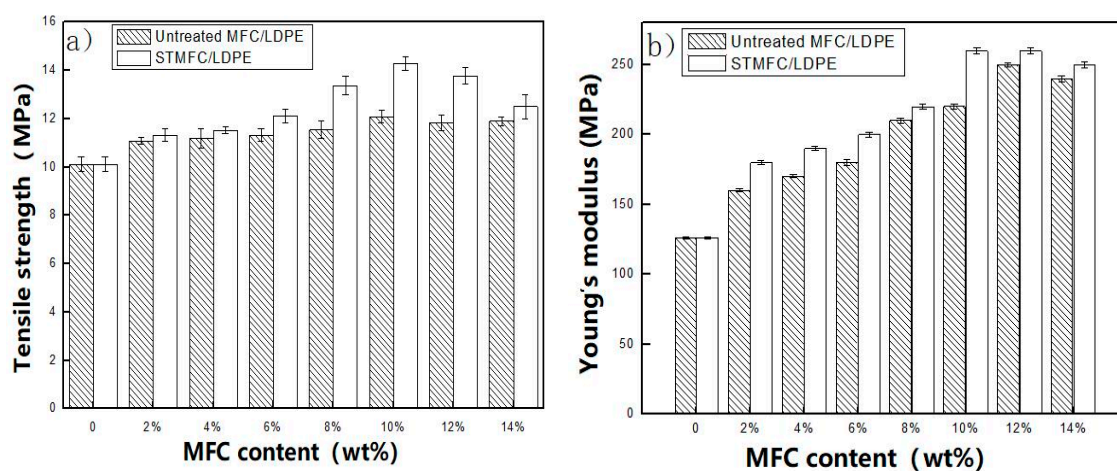 a)
Untreated MFC/LDPE
STMFC/LDPE
Tensile strength (MPa)
16
14
12
10
8
6
4
2
0
0 2% 4% 6% 8% 10% 12% 14%
MFC content (wt%)
b)
Untreated MFC/LDPE
STMFC/LDPE
Young's modulus (MPa)
250
200
150
100
50
0
0 2% 4% 6% 8% 10% 12% 14%
MFC content (wt%)